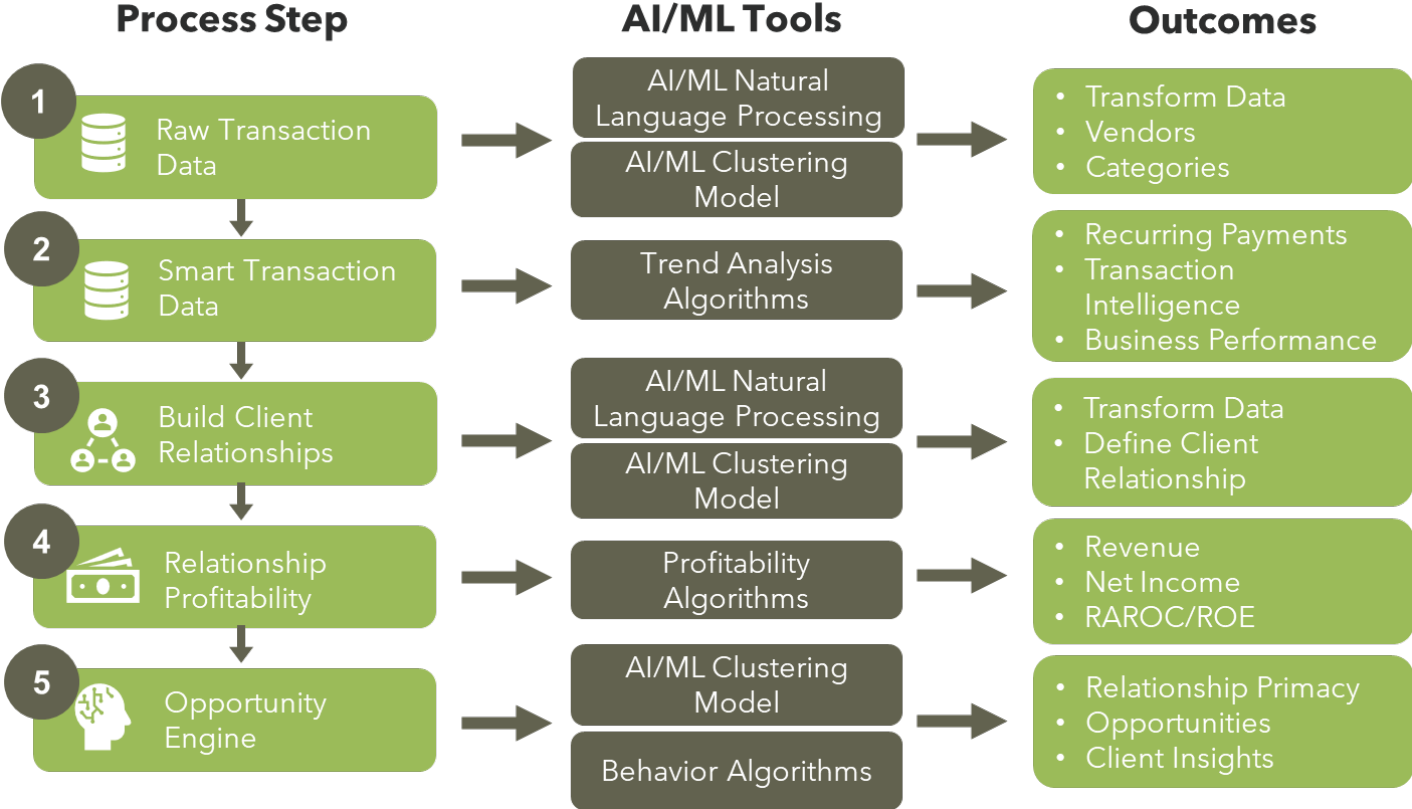 Process Step
AI/ML Tools
Outcomes
1
Raw Transaction
Data
AI/ML Natural
Language Processing
AI/ML Clustering
Model
• Transform Data
• Vendors
• Categories
2
Smart Transaction
Data
Trend Analysis
Algorithms
• Recurring Payments
• Transaction
Intelligence
• Business Performance
3
Build Client
Relationships
AI/ML Natural
Language Processing
AI/ML Clustering
Model
• Transform Data
• Define Client
Relationship
4
Relationship
Profitability
Profitability
Algorithms
• Revenue
• Net Income
• RAROC/ROE
5
Opportunity
Engine
AI/ML Clustering
Model
Behavior Algorithms
• Relationship Primacy
• Opportunities
• Client Insights